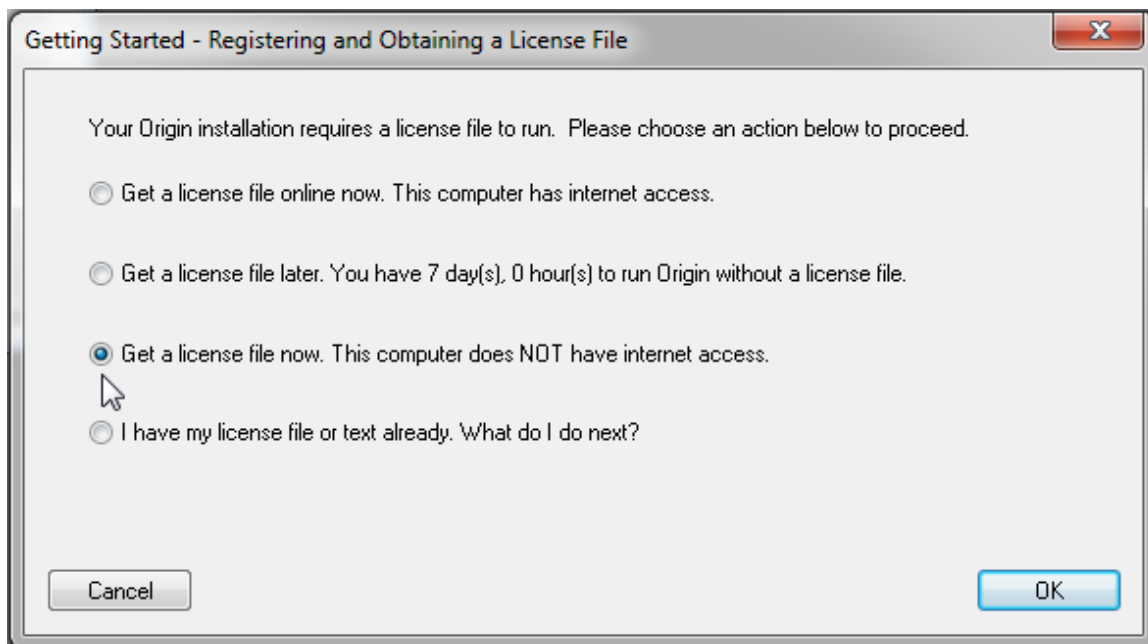 Getting Started - Registering and Obtaining a License File
Your Origin installation requires a license file to run.  Please choose an action below to proceed.
Get a license file online now. This computer has internet access.
Get a license file later. You have 7 day(s), 0 hour(s) to run Origin without a license file.
Get a license file now. This computer does NOT have internet access.
I have my license file or text already. What do I do next?
Cancel
OK